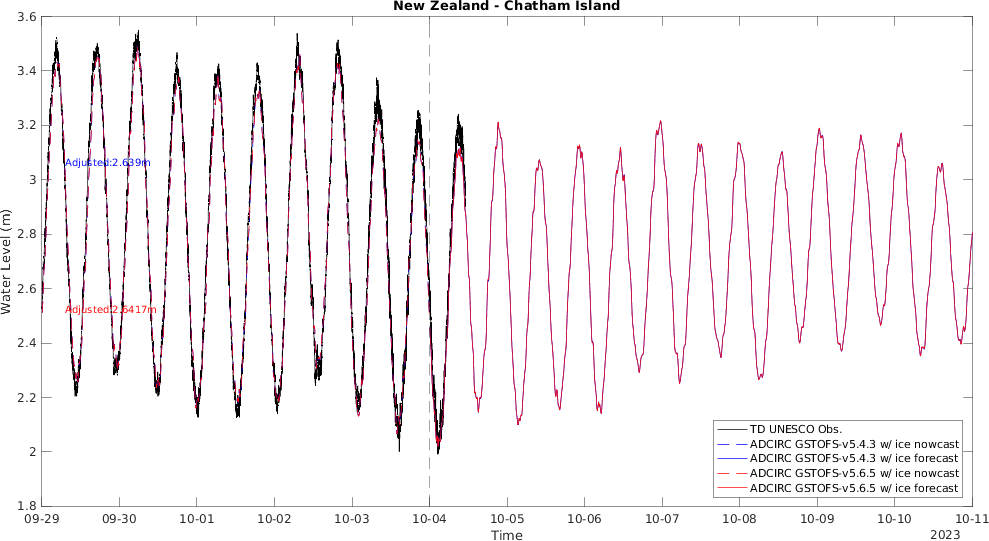 New Zealand - Chatham Island
3.6
3.4
3.2
3
2.8
2.6
2.4
2.2
2
1.8
Water Level (m)
Adjusted:2.639m
Adjusted:2.6417m
TD UNESCO Obs.
ADCIRC GSTOFS-v5.4.3 w/ ice nowcast
ADCIRC GSTOFS-v5.4.3 w/ ice forecast
ADCIRC GSTOFS-v5.6.5 w/ ice nowcast
ADCIRC GSTOFS-v5.6.5 w/ ice forecast
09-29 09-30 10-01 10-02 10-03 10-04 10-05 10-06 10-07 10-08 10-09 10-10 10-11
Time
2023